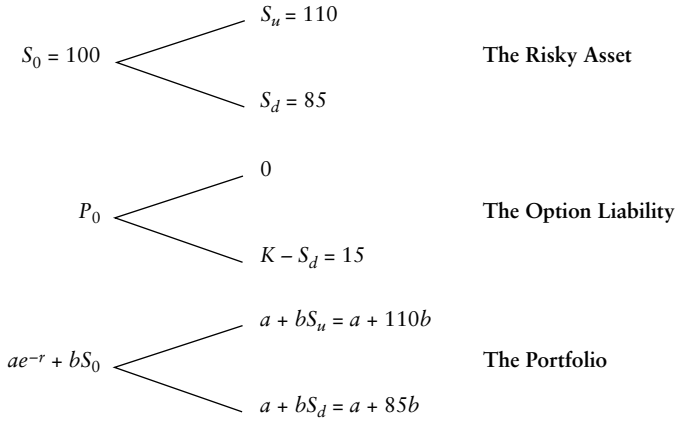 S_u = 110
S_0 = 100
The Risky Asset
S_d = 85
0
P_0
The Option Liability
K − S_d = 15
a + bS_u = a + 110b
ae^−r + bS_0
The Portfolio
a + bS_d = a + 85b